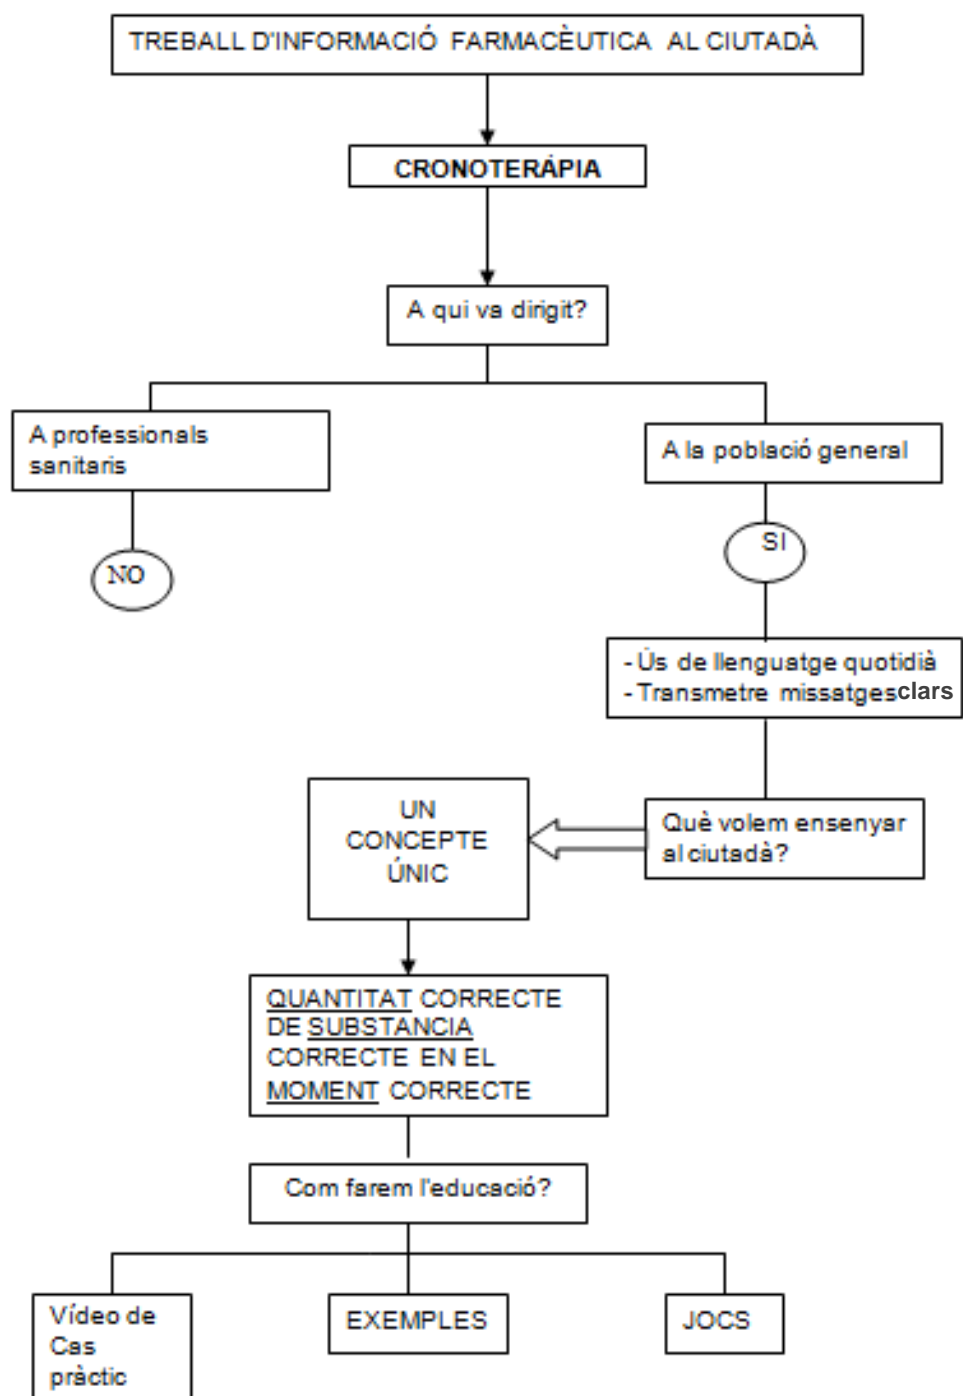 TREBALL D'INFORMACIÓ FARMACÈUTICA AL CIUTADÀ
CRONOTERÁPIA
A qui va dirigit?
A professionals
sanitaris
A la població general
NO
SI
- Ús de llenguatge quotidià
- Transmetre missatges clars
UN
CONCEPTE
ÚNIC
Què volem ensenyar
al ciutadà?
QUANTITAT CORRECTE
DE SUBSTANCIA
CORRECTE EN EL
MOMENT CORRECTE
Com farem l'educació?
Vídeo de
Cas
pràctic
EXEMPLES
JOCS